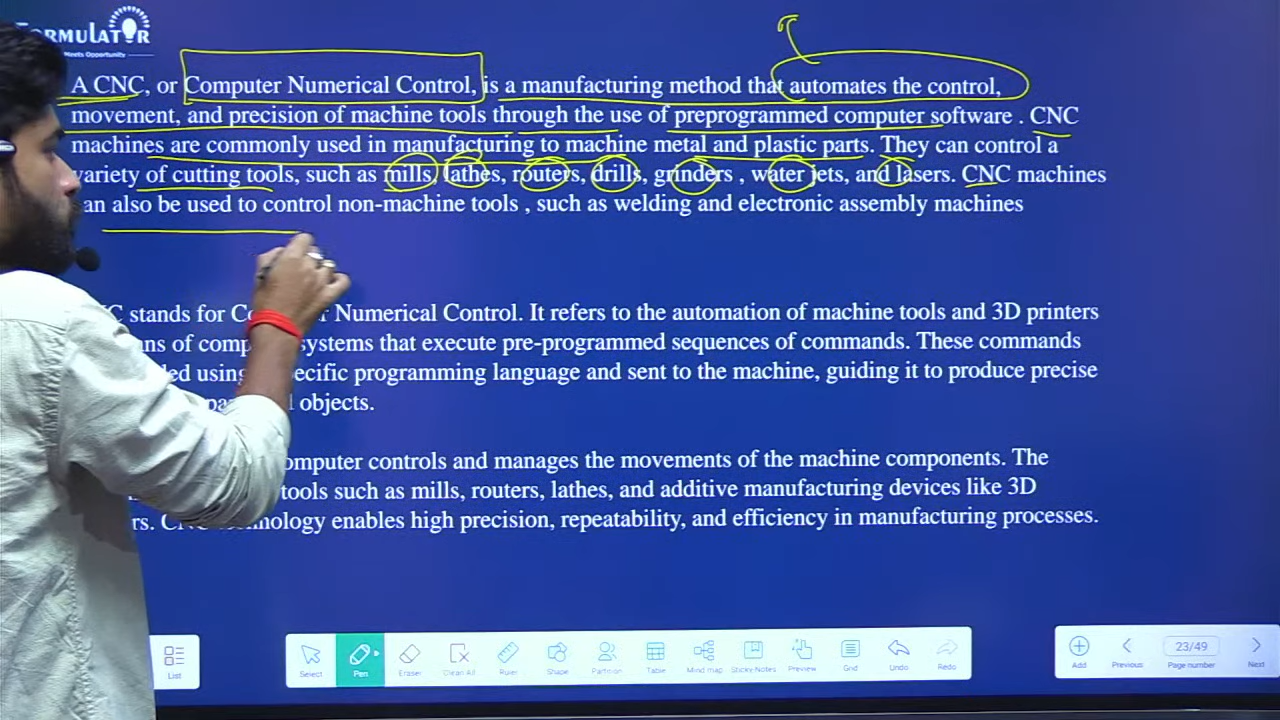 FORMULATOR
Meets Opportunity
A CNC, or Computer Numerical Control, is a manufacturing method that automates the control,
movement, and precision of machine tools through the use of preprogrammed computer software . CNC
machines are commonly used in manufacturing to machine metal and plastic parts. They can control a
variety of cutting tools, such as mills, lathes, routers, drills, grinders , water jets, and lasers. CNC machines
also be used to control non-machine tools , such as welding and electronic assembly machines
stands for Numerical Control. It refers to the automation of machine tools and 3D printers
systems that execute pre-programmed sequences of commands. These commands
using programming language and sent to the machine, guiding it to produce precise
objects.
computer controls and manages the movements of the machine components. The
tools such as mills, routers, lathes, and additive manufacturing devices like 3D
enables high precision, repeatability, and efficiency in manufacturing processes.
List Select Pen Eraser Clean All Ruler Shape Partition Table Mind map Sticky Notes Preview Grid Undo Redo Add Previous 23/49 Page number Next